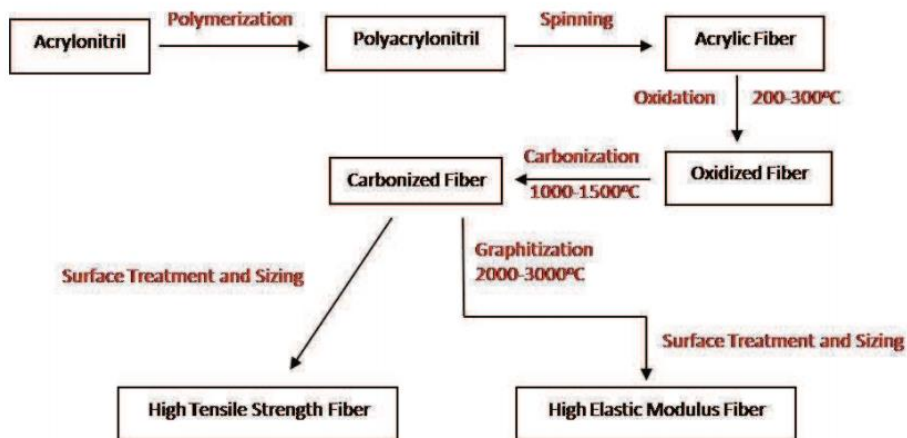 Polymerization
Spinning
Acrylonitril
Polyacrylonitril
Acrylic Fiber
Oxidation
200-300ºC
Carbonization
Carbonized Fiber
Oxidized Fiber
1000-1500ºC
Graphitization
2000-3000ºC
Surface Treatment and Sizing
Surface Treatment and Sizing
High Tensile Strength Fiber
High Elastic Modulus Fiber